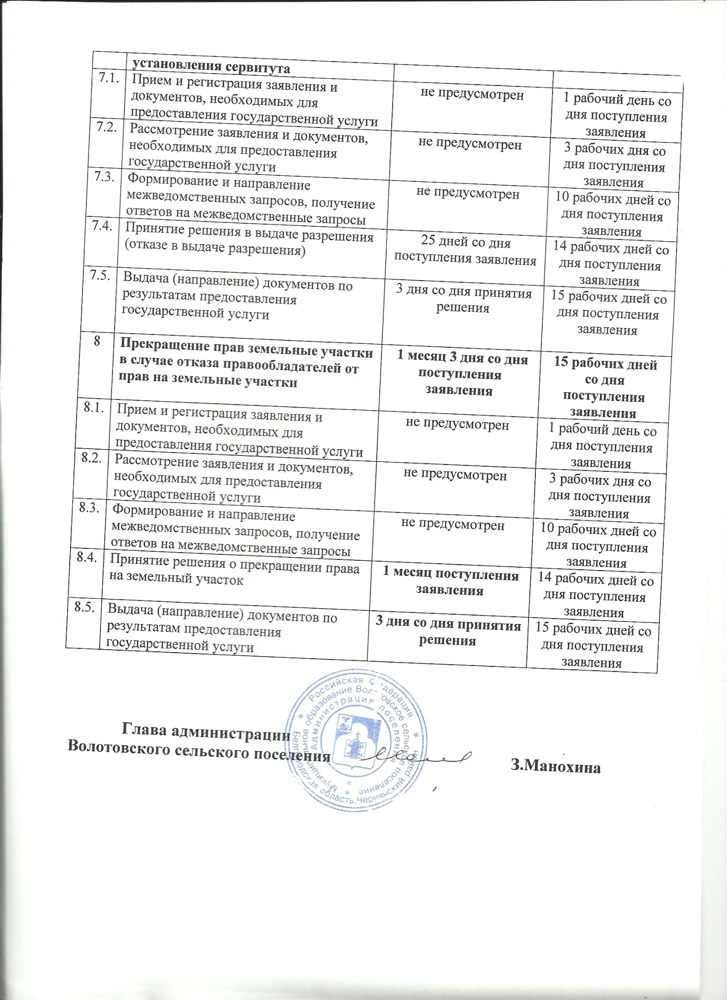 установления сервитута
7.1. Прием и регистрация заявления и
документов, необходимых для
предоставления государственной услуги
не предусмотрен
1 рабочий день со
дня поступления
заявления
7.2. Рассмотрение заявления и документов,
необходимых для предоставления
государственной услуги
не предусмотрен
3 рабочих дня со
дня поступления
заявления
7.3. Формирование и направление
межведомственных запросов, получение
ответов на межведомственные запросы
не предусмотрен
10 рабочих дней со
дня поступления
заявления
7.4. Принятие решения в выдаче разрешения
(отказе в выдаче разрешения)
25 дней со дня
поступления заявления
14 рабочих дней со
дня поступления
заявления
7.5. Выдача (направление) документов по
результатам предоставления
государственной услуги
3 дня со дня принятия
решения
15 рабочих дней со
дня поступления
заявления
8 Прекращение прав земельные участки
в случае отказа правообладателей от
прав на земельные участки
1 месяц 3 дня со дня
поступления
заявления
15 рабочих дней
со дня
поступления
заявления
8.1. Прием и регистрация заявления и
документов, необходимых для
предоставления государственной услуги
не предусмотрен
1 рабочий день со
дня поступления
заявления
8.2. Рассмотрение заявления и документов,
необходимых для предоставления
государственной услуги
не предусмотрен
3 рабочих дня со
дня поступления
заявления
8.3. Формирование и направление
межведомственных запросов, получение
ответов на межведомственные запросы
не предусмотрен
10 рабочих дней со
дня поступления
заявления
8.4. Принятие решения о прекращении права
на земельный участок
1 месяц поступления
заявления
14 рабочих дней со
дня поступления
заявления
8.5. Выдача (направление) документов по
результатам предоставления
государственной услуги
3 дня со дня принятия
решения
15 рабочих дней со
дня поступления
заявления
Глава администрации
Волотовского сельского поселения
З.Манохина
Российская Федерация
Белгородская область, Чернянский район
образование
сельское поселение
Администрация поселения